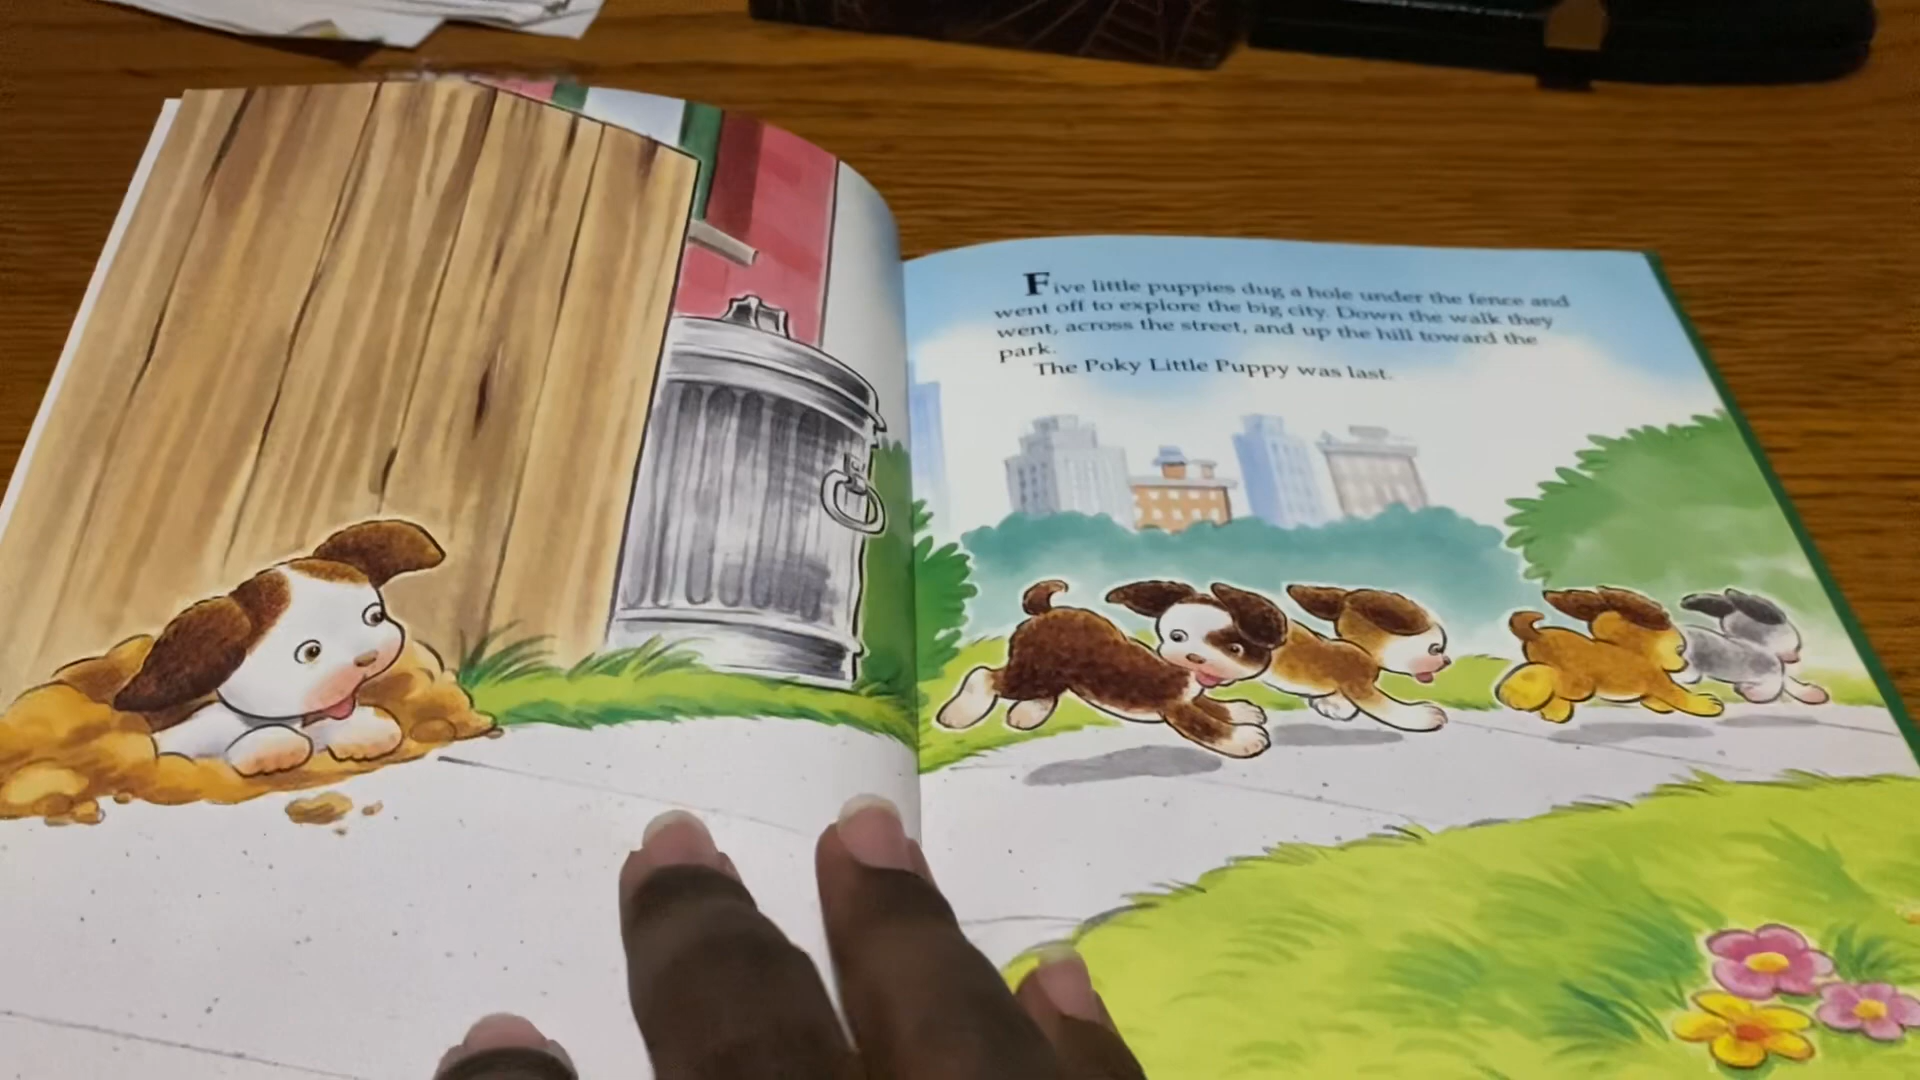 Five little puppies dug a hole under the fence and
went off to explore the big city. Down the walk they
went, across the street, and up the hill toward the
park.
The Poky Little Puppy was last.